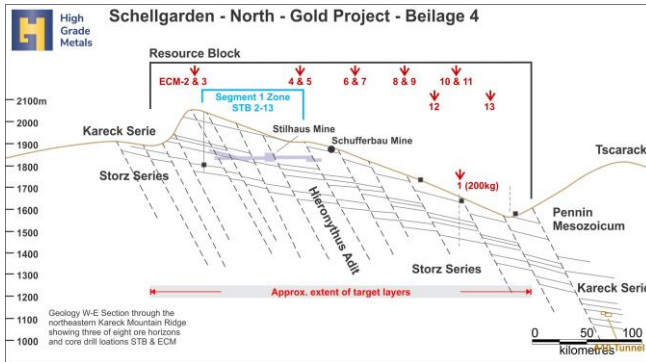 High
Grade
Metals
Schellgarden - North - Gold Project - Beilage 4
Resource Block
ECM-2 & 3
4 & 5
6 & 7
8 & 9
10 & 11
12
13
Segment 1 Zone
STB 2-13
2100m
2000
1900
1800
1700
1600
1500
1400
1300
1200
1100
1000
Kareck Serie
Stilhaus Mine
Schufferbau Mine
Tscarack
Storz Series
1 (200kg)
Hieronythus Adit
Pennin
Mesozoicum
Storz Series
Kareck Serie
Approx. extent of target layers
Geology W-E Section through the
northeastern Kareck Mountain Ridge
showing three of eight ore horizons
and core drill loations STB & ECM
0 50 100
kilometres
Tunnel